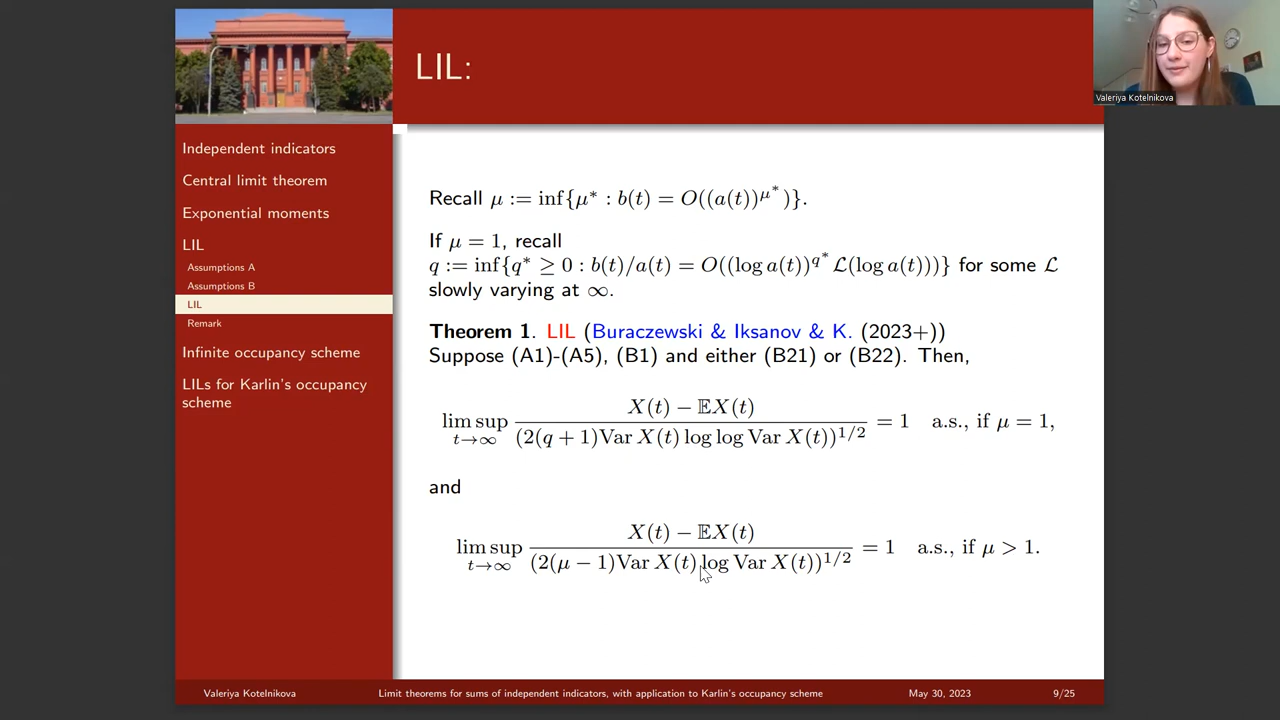 LIL:
Valeriya Kotelnikova
Independent indicators
Central limit theorem
Exponential moments
LIL
Assumptions A
Assumptions B
LIL
Remark
Infinite occupancy scheme
LILs for Karlin's occupancy
scheme
Recall μ := inf{μ* : b(t) = O((a(t))^{μ*})}.
If μ = 1, recall
q := inf{q* ≥ 0 : b(t)/a(t) = O((log a(t))^{q*} ℒ(log a(t)))} for some ℒ
slowly varying at ∞.
Theorem 1. LIL (Buraczewski & Iksanov & K. (2023+))
Suppose (A1)-(A5), (B1) and either (B21) or (B22). Then,
lim sup_{t→∞} (X(t) − 𝔼X(t)) / (2(q + 1)Var X(t) log log Var X(t))^{1/2} = 1 a.s., if μ = 1,
and
lim sup_{t→∞} (X(t) − 𝔼X(t)) / (2(μ − 1)Var X(t) log Var X(t))^{1/2} = 1 a.s., if μ > 1.
Valeriya Kotelnikova Limit theorems for sums of independent indicators, with application to Karlin's occupancy scheme May 30, 2023 9/25